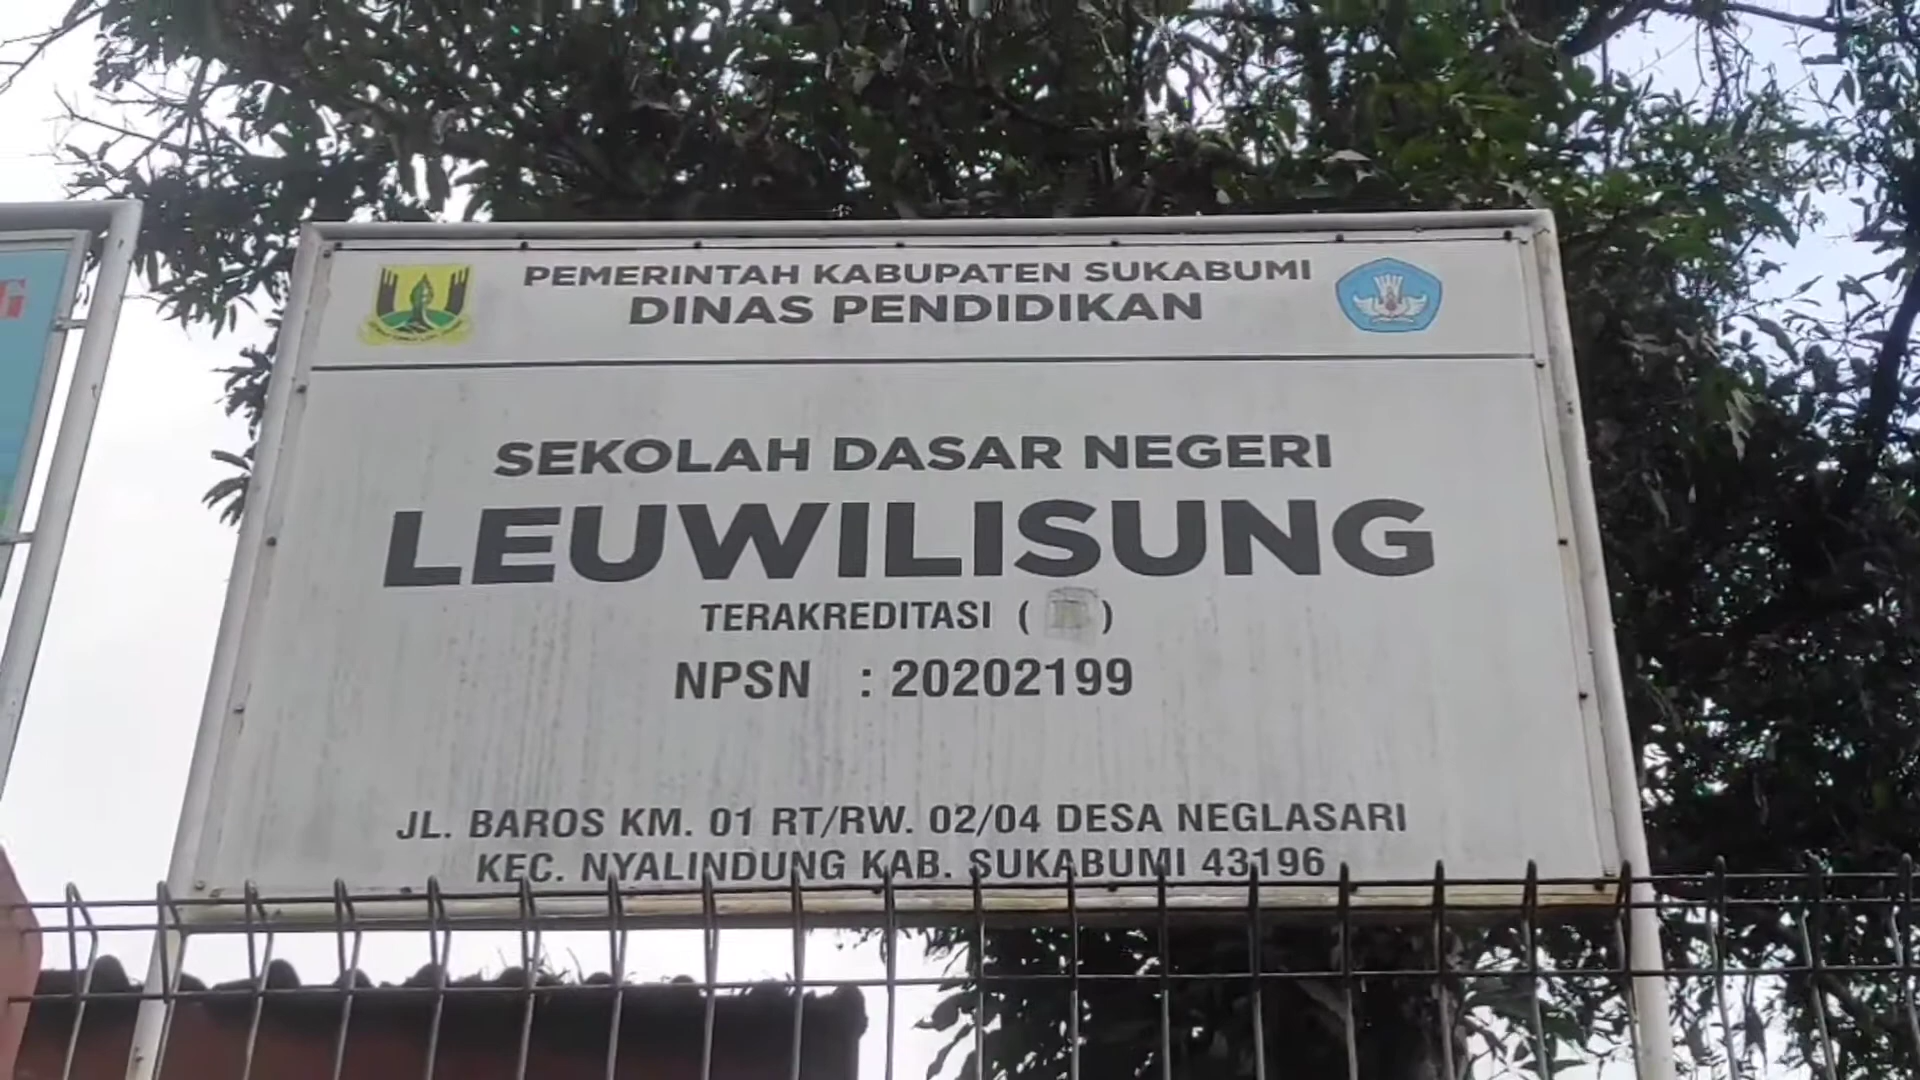 PEMERINTAH KABUPATEN SUKABUMI
DINAS PENDIDIKAN
SEKOLAH DASAR NEGERI
LEUWILISUNG
TERAKREDITASI ( )
NPSN : 20202199
JL. BAROS KM. 01 RT/RW. 02/04 DESA NEGLASARI
KEC. NYALINDUNG KAB. SUKABUMI 43196